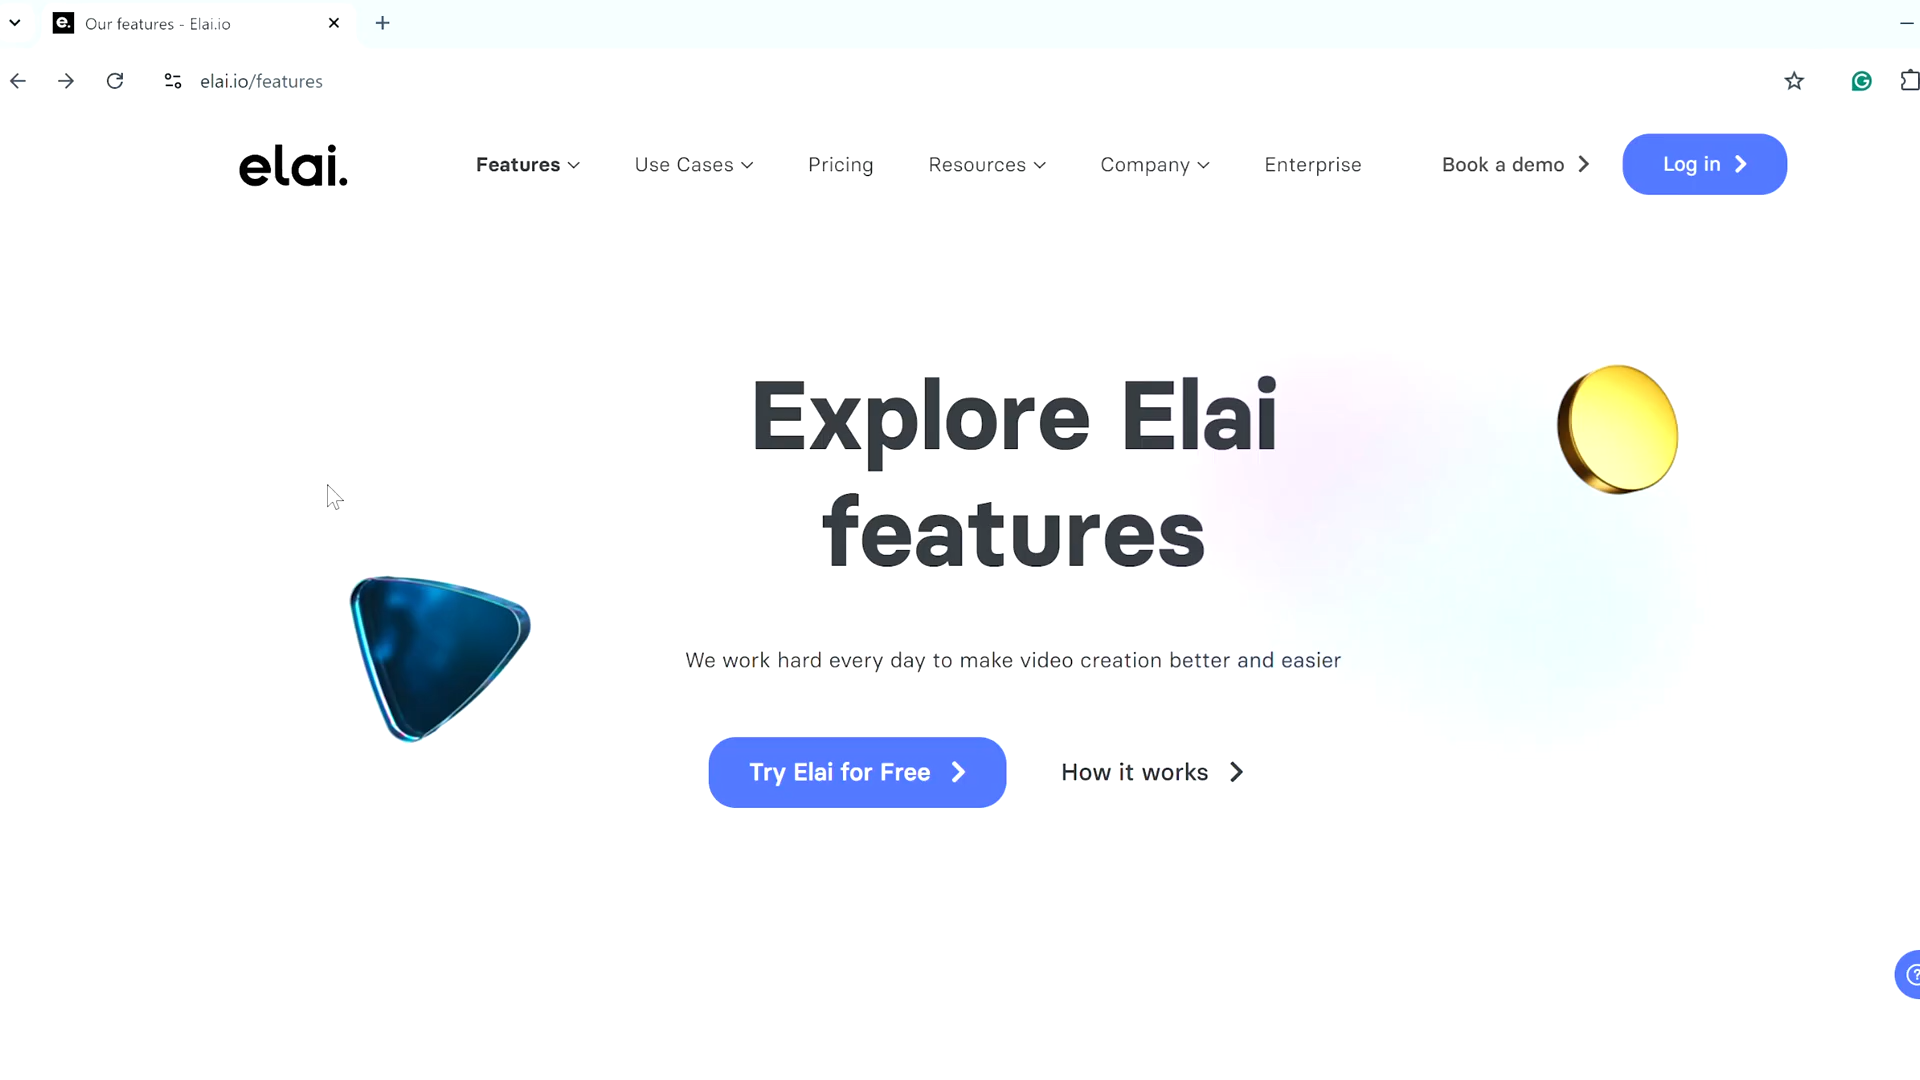 e. Our features - Elai.io
elai.io/features
elai. Features Use Cases Pricing Resources Company Enterprise Book a demo Log in
Explore Elai
features
We work hard every day to make video creation better and easier
Try Elai for Free How it works